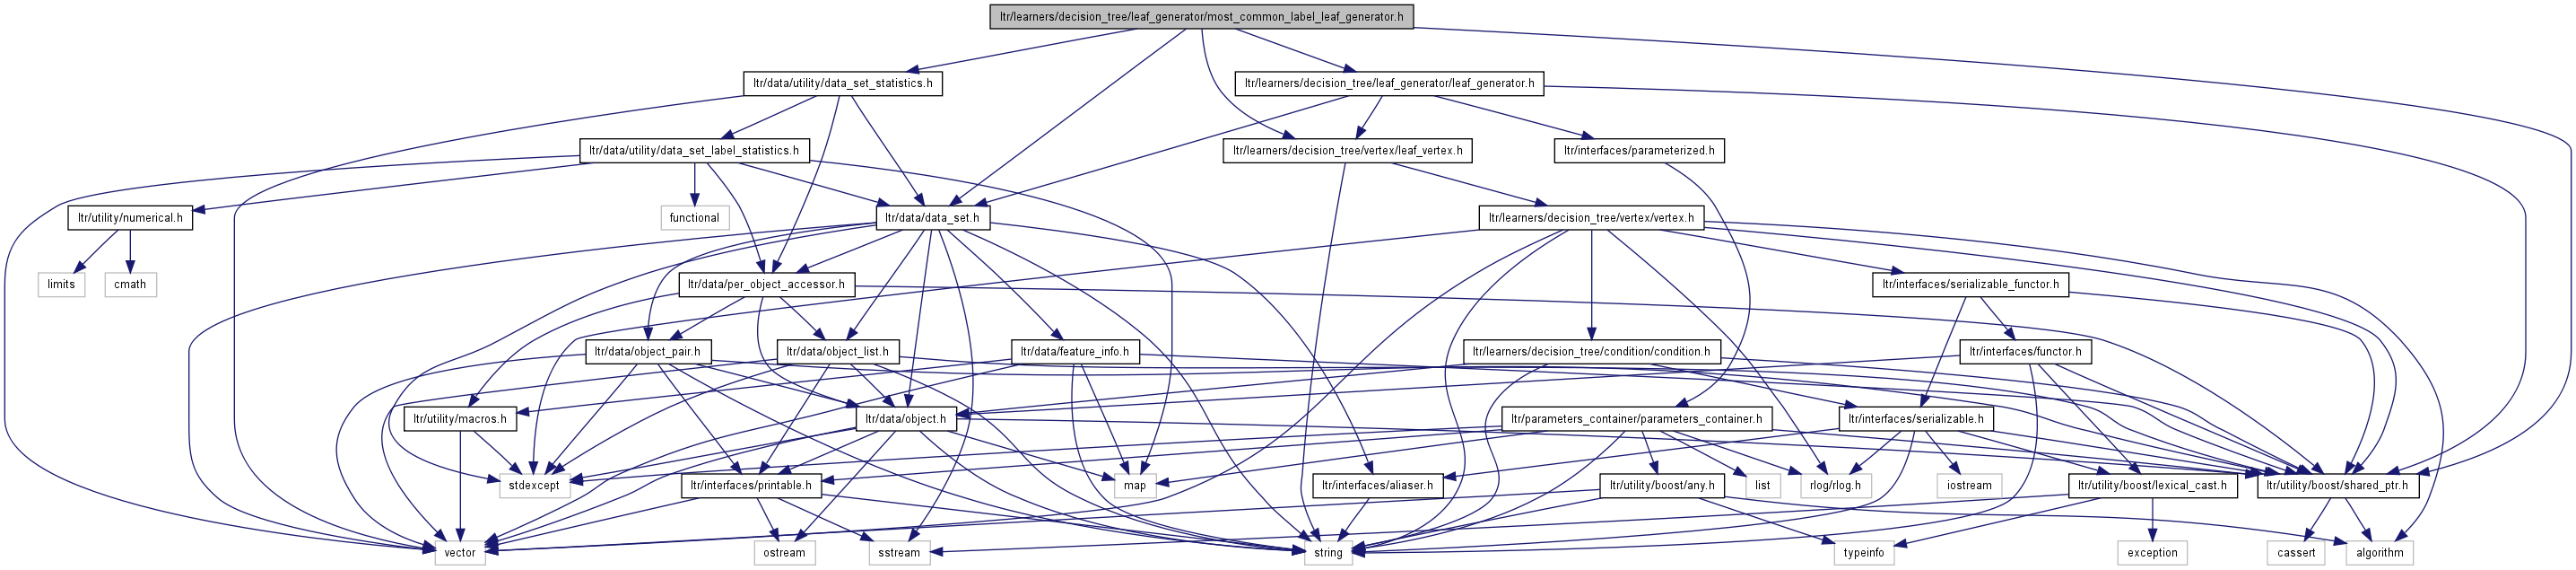 ltr/learners/decision_tree/leaf_generator/most_common_label_leaf_generator.h
ltr/data/utility/data_set_statistics.h
ltr/learners/decision_tree/leaf_generator/leaf_generator.h
ltr/data/utility/data_set_label_statistics.h
ltr/learners/decision_tree/vertex/leaf_vertex.h
ltr/interfaces/parameterized.h
ltr/utility/numerical.h
functional
ltr/data/data_set.h
ltr/learners/decision_tree/vertex/vertex.h
limits
cmath
ltr/data/per_object_accessor.h
ltr/interfaces/serializable_functor.h
ltr/data/object_pair.h
ltr/data/object_list.h
ltr/data/feature_info.h
ltr/learners/decision_tree/condition/condition.h
ltr/interfaces/functor.h
ltr/utility/macros.h
ltr/data/object.h
ltr/parameters_container/parameters_container.h
ltr/interfaces/serializable.h
stdexcept
ltr/interfaces/printable.h
map
ltr/interfaces/aliaser.h
ltr/utility/boost/any.h
list
rlog/rlog.h
iostream
ltr/utility/boost/lexical_cast.h
ltr/utility/boost/shared_ptr.h
vector
ostream
sstream
string
typeinfo
exception
cassert
algorithm